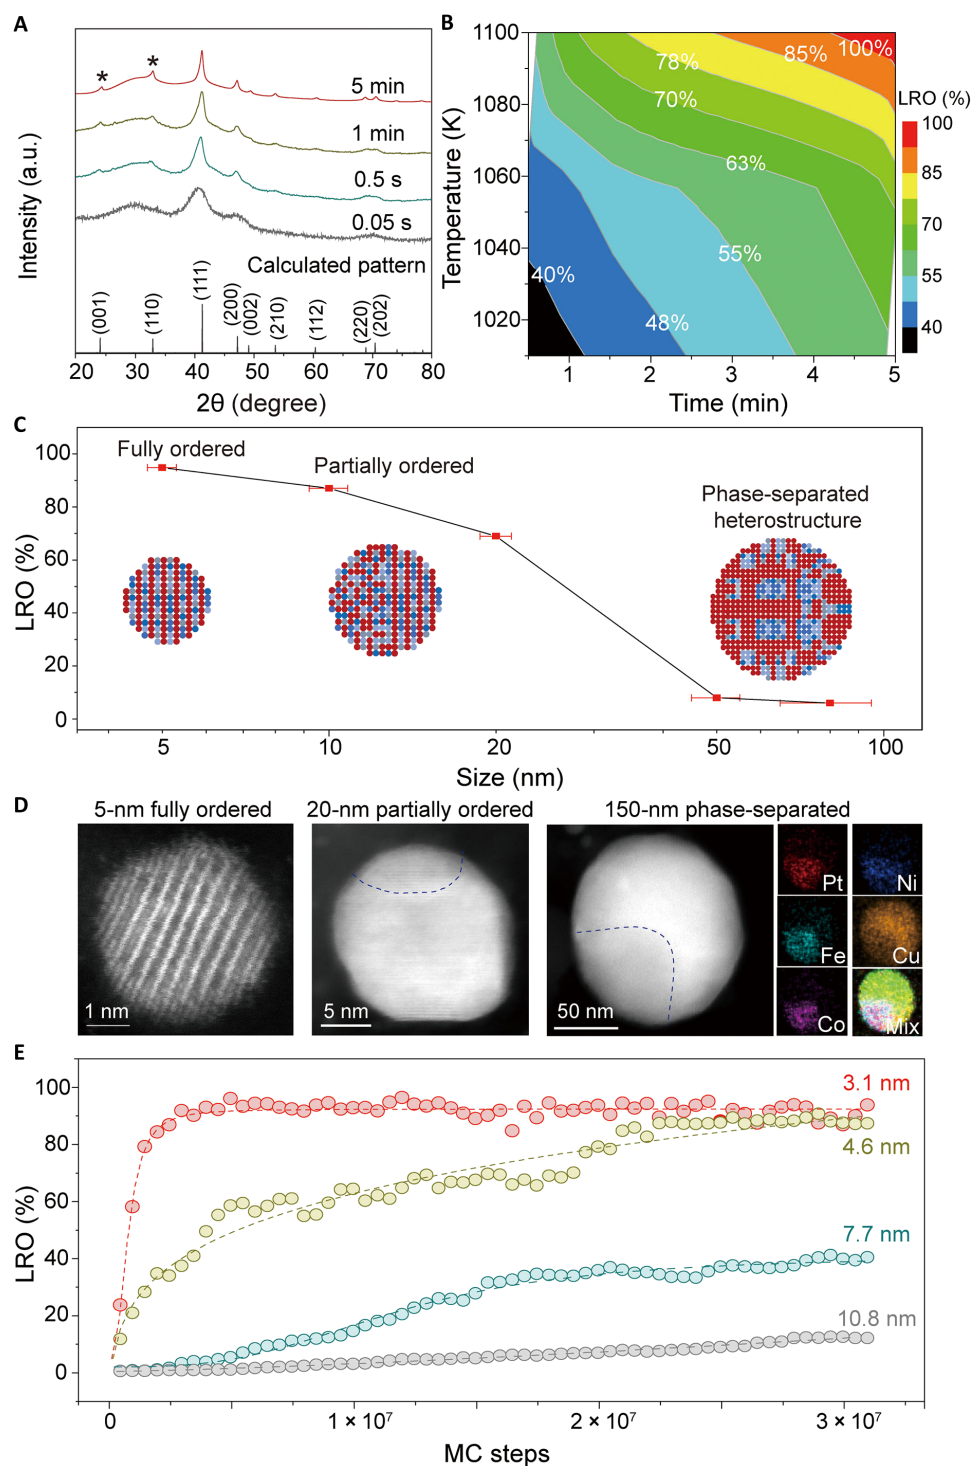 A
Intensity (a.u.)
*
*
5 min
1 min
0.5 s
0.05 s
Calculated pattern
(001)
(110)
(111)
(200)
(002)
(210)
(112)
(220)
(202)
20 30 40 50 60 70 80
2θ (degree)
B
Temperature (K)
1100
1080
1060
1040
1020
78%
85%
100%
70%
63%
55%
40%
48%
1 2 3 4 5
Time (min)
LRO (%)
100
85
70
55
40
C
LRO (%)
100
80
60
40
20
0
Fully ordered
Partially ordered
Phase-separated
heterostructure
5 10 20 50 100
Size (nm)
D
5-nm fully ordered
20-nm partially ordered
150-nm phase-separated
1 nm
5 nm
50 nm
Pt
Ni
Fe
Cu
Co
Mix
E
LRO (%)
100
80
60
40
20
0
3.1 nm
4.6 nm
7.7 nm
10.8 nm
0 1 × 10⁷ 2 × 10⁷ 3 × 10⁷
MC steps